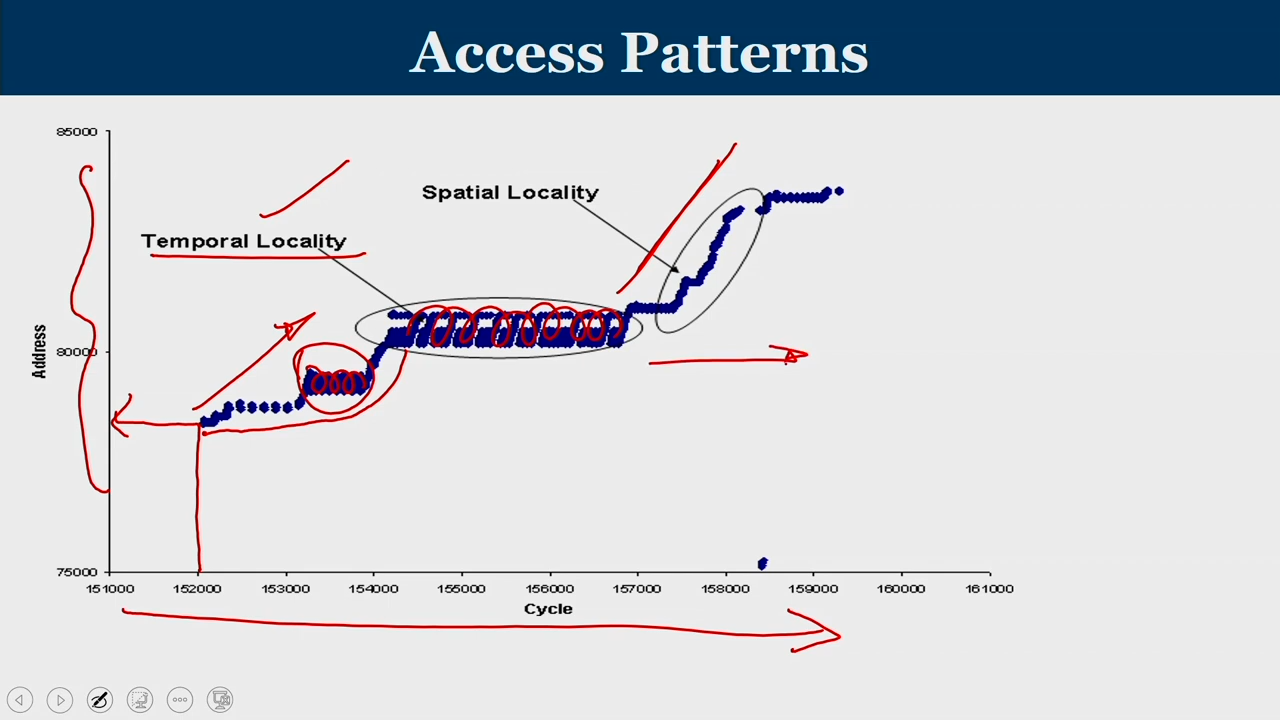 Access Patterns
85000
Spatial Locality
Temporal Locality
Address
80000
75000
151000 152000 153000 154000 155000 156000 157000 158000 159000 160000 161000
Cycle